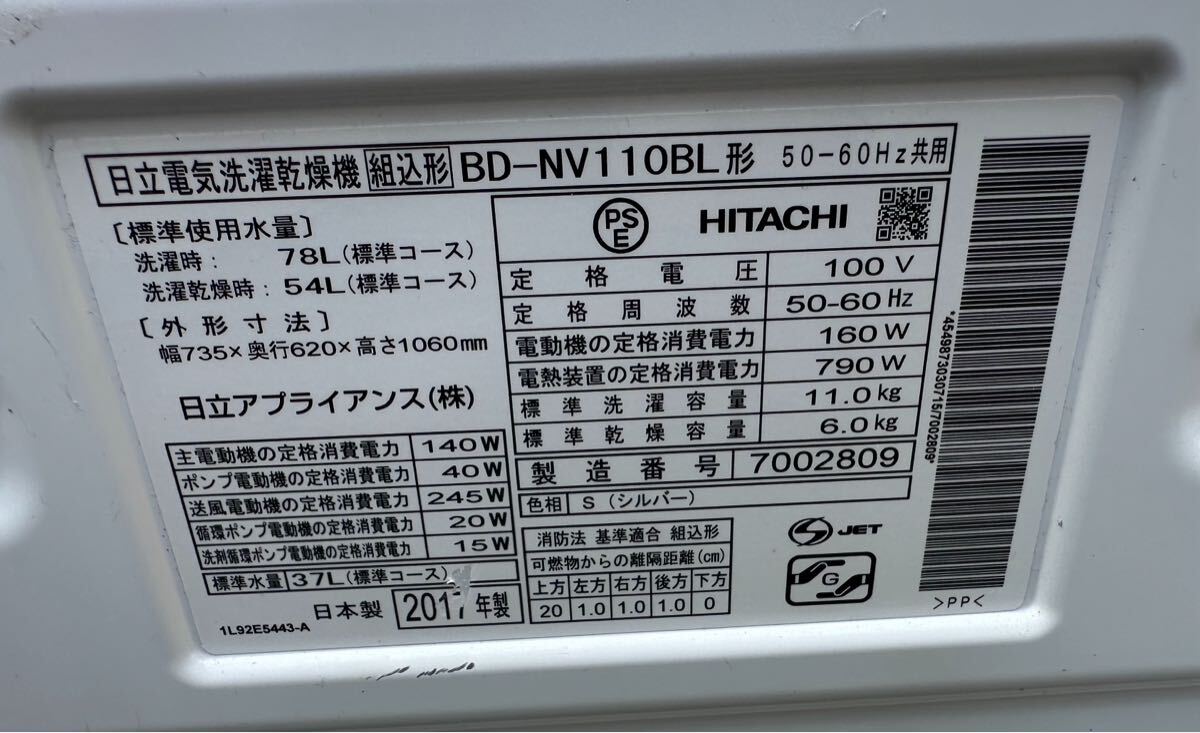 日立電気洗濯乾燥機 組込形 BD-NV110BL形 50-60Hz共用
〔標準使用水量〕
洗濯時: 78L(標準コース)
洗濯乾燥時: 54L(標準コース)
〔外形寸法〕
幅735×奥行620×高さ1060mm
日立アプライアンス(株)
主電動機の定格消費電力 140W
ポンプ電動機の定格消費電力 40W
送風電動機の定格消費電力 245W
循環ポンプ電動機の定格消費電力 20W
洗剤循環ポンプ電動機の定格消費電力 15W
標準水量 37L(標準コース)
日本製 2017年製
1L92E5443-A
PS
E
HITACHI
定格電圧 100V
定格周波数 50-60Hz
電動機の定格消費電力 160W
電熱装置の定格消費電力 790W
標準洗濯容量 11.0kg
標準乾燥容量 6.0kg
製造番号 7002809
色相 S(シルバー)
消防法 基準適合 組込形
可燃物からの離隔距離(cm)
上方 左方 右方 後方 下方
20 1.0 1.0 1.0 0
JET
G
*4549873030715/7002809*
>PP<